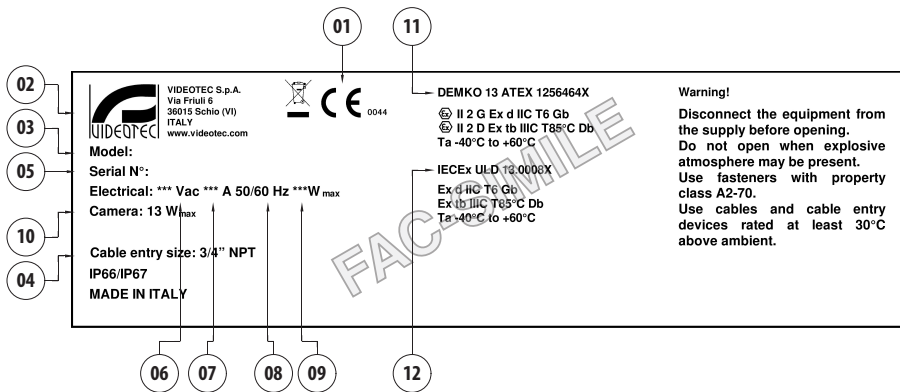 01
11
02
VIDEOTEC
VIDEOTEC S.p.A.
Via Friuli 6
36015 Schio (VI)
ITALY
www.videotec.com
CE 0044
03
Model:
05
Serial N°:
Electrical: *** Vac *** A 50/60 Hz ***W max
10
Camera: 13 Wmax
04
Cable entry size: 3/4” NPT
IP66/IP67
MADE IN ITALY
DEMKO 13 ATEX 1256464X
Ex II 2 G Ex d IIC T6 Gb
Ex II 2 D Ex tb IIIC T85°C Db
Ta -40°C to +60°C
IECEx ULD 13.0008X
Ex d IIC T6 Gb
Ex tb IIIC T85°C Db
Ta -40°C to +60°C
FAC-SIMILE
Warning!
Disconnect the equipment from
the supply before opening.
Do not open when explosive
atmosphere may be present.
Use fasteners with property
class A2-70.
Use cables and cable entry
devices rated at least 30°C
above ambient.
06
07
08
09
12